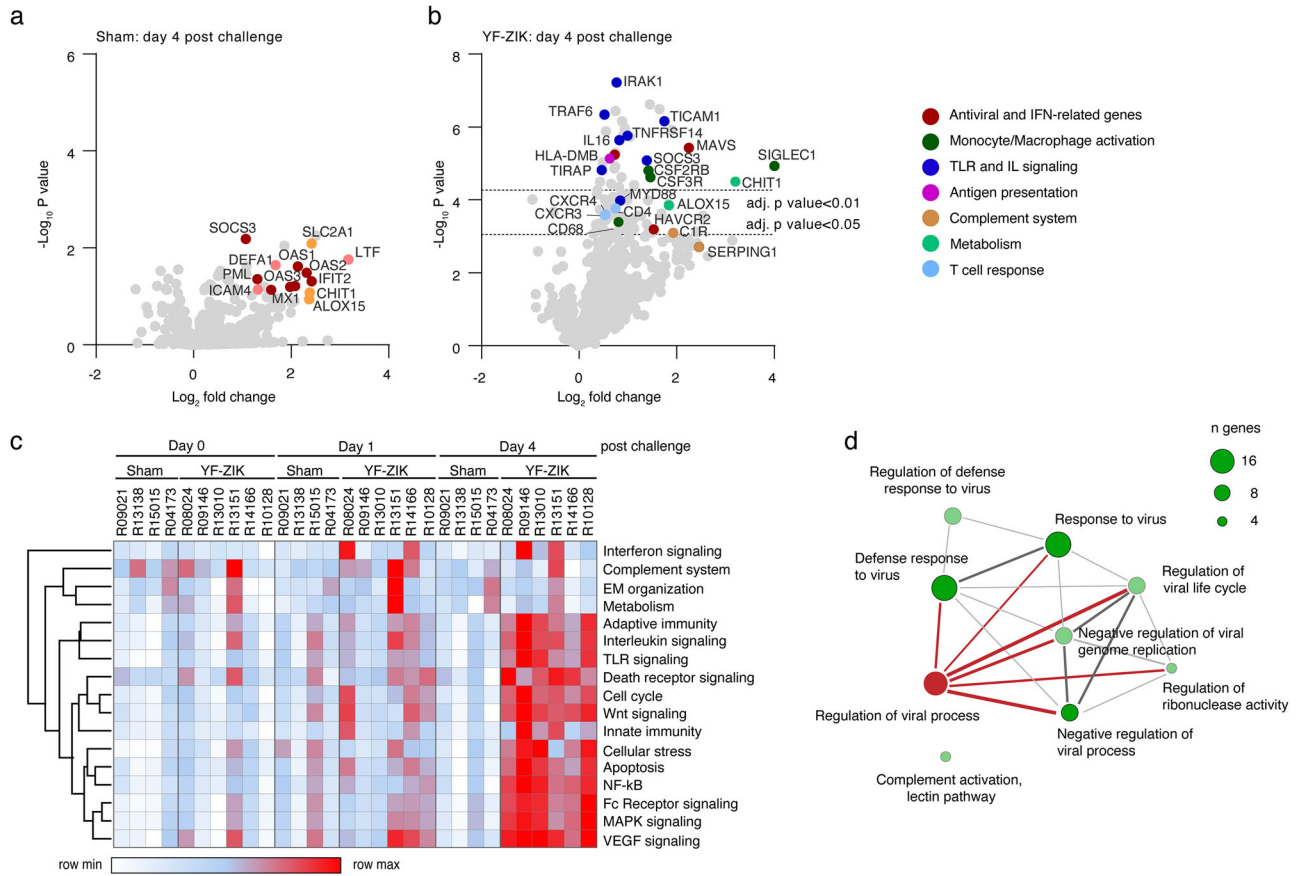 a
Sham: day 4 post challenge
6
4
2
0
-2
0
2
4
-Log10 P value
Log2 fold change
SOCS3
SLC2A1
LTF
DEFA1
OAS1
OAS2
PML
OAS3
IFIT2
ICAM4
MX1
CHIT1
ALOX15
b
YF-ZIK: day 4 post challenge
8
6
4
2
0
-2
0
2
4
-Log10 P value
Log2 fold change
IRAK1
TRAF6
TICAM1
TNFRSF14
IL16
MAVS
HLA-DMB
SOCS3
SIGLEC1
TIRAP
CSF2RB
CSF3R
CHIT1
MYD88
CXCR4
ALOX15
adj. p value<0.01
CXCR3
CD4
HAVCR2
adj. p value<0.05
CD68
C1R
SERPING1
Antiviral and IFN-related genes
Monocyte/Macrophage activation
TLR and IL signaling
Antigen presentation
Complement system
Metabolism
T cell response
c
Day 0 Day 1 Day 4 post challenge
Sham YF-ZIK Sham YF-ZIK Sham YF-ZIK
R09021 R13138 R15015 R04173 R08024 R09146 R13010 R13151 R14166 R10128 R09021 R13138 R15015 R04173 R08024 R09146 R13010 R13151 R14166 R10128 R09021 R13138 R15015 R04173 R08024 R09146 R13010 R13151 R14166 R10128
Interferon signaling
Complement system
EM organization
Metabolism
Adaptive immunity
Interleukin signaling
TLR signaling
Death receptor signaling
Cell cycle
Wnt signaling
Innate immunity
Cellular stress
Apoptosis
NF-kB
Fc Receptor signaling
MAPK signaling
VEGF signaling
row min
row max
d
n genes
16
8
4
Regulation of defense
response to virus
Response to virus
Defense response
to virus
Regulation of
viral life cycle
Negative regulation of viral
genome replication
Regulation of viral process
Regulation of
ribonuclease activity
Negative regulation of
viral process
Complement activation,
lectin pathway